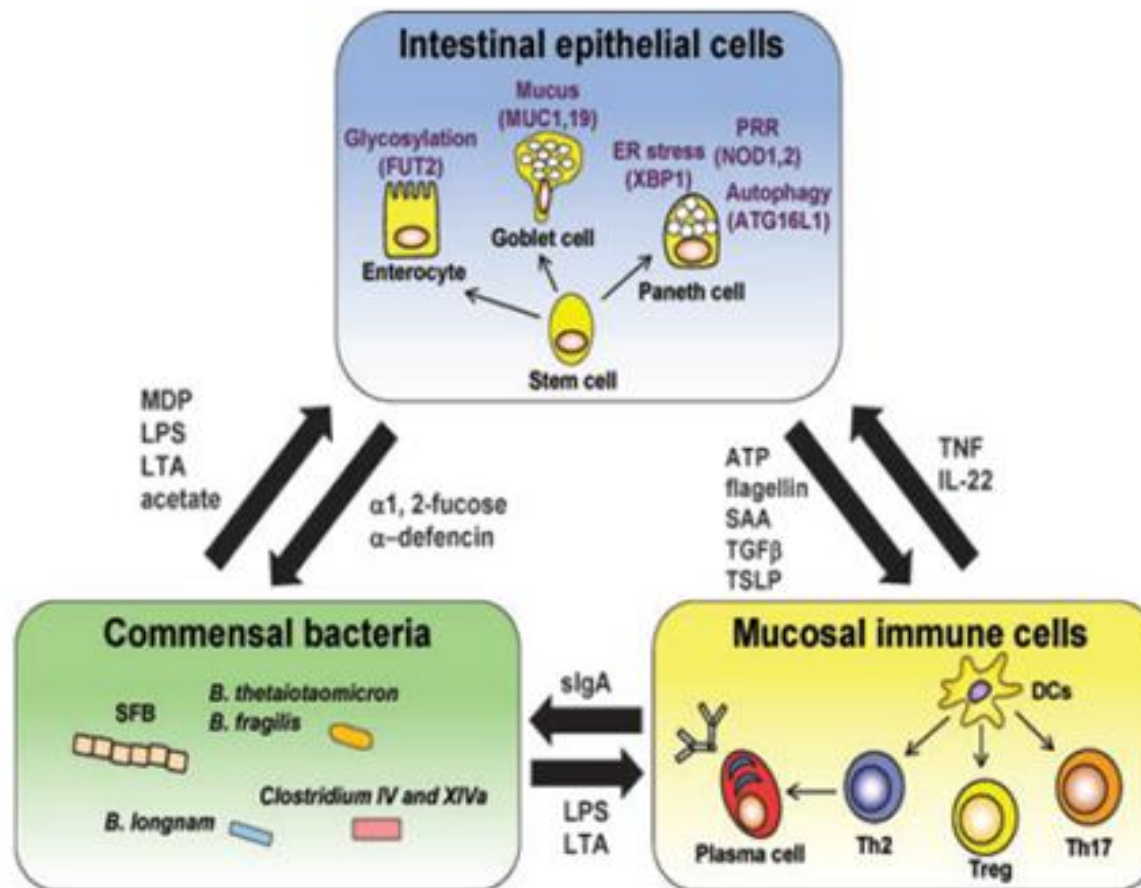 Intestinal epithelial cells
Mucus
(MUC1,19)
Glycosylation
(FUT2)
ER stress
(XBP1)
PRR
(NOD1,2)
Autophagy
(ATG16L1)
Enterocyte
Goblet cell
Paneth cell
Stem cell
MDP
LPS
LTA
acetate
α1, 2-fucose
α–defencin
ATP
flagellin
SAA
TGFβ
TSLP
TNF
IL-22
Commensal bacteria
SFB
B. thetaiotaomicron
B. fragilis
Clostridium IV and XIVa
B. longnam
sIgA
LPS
LTA
Mucosal immune cells
DCs
Plasma cell
Th2
Treg
Th17